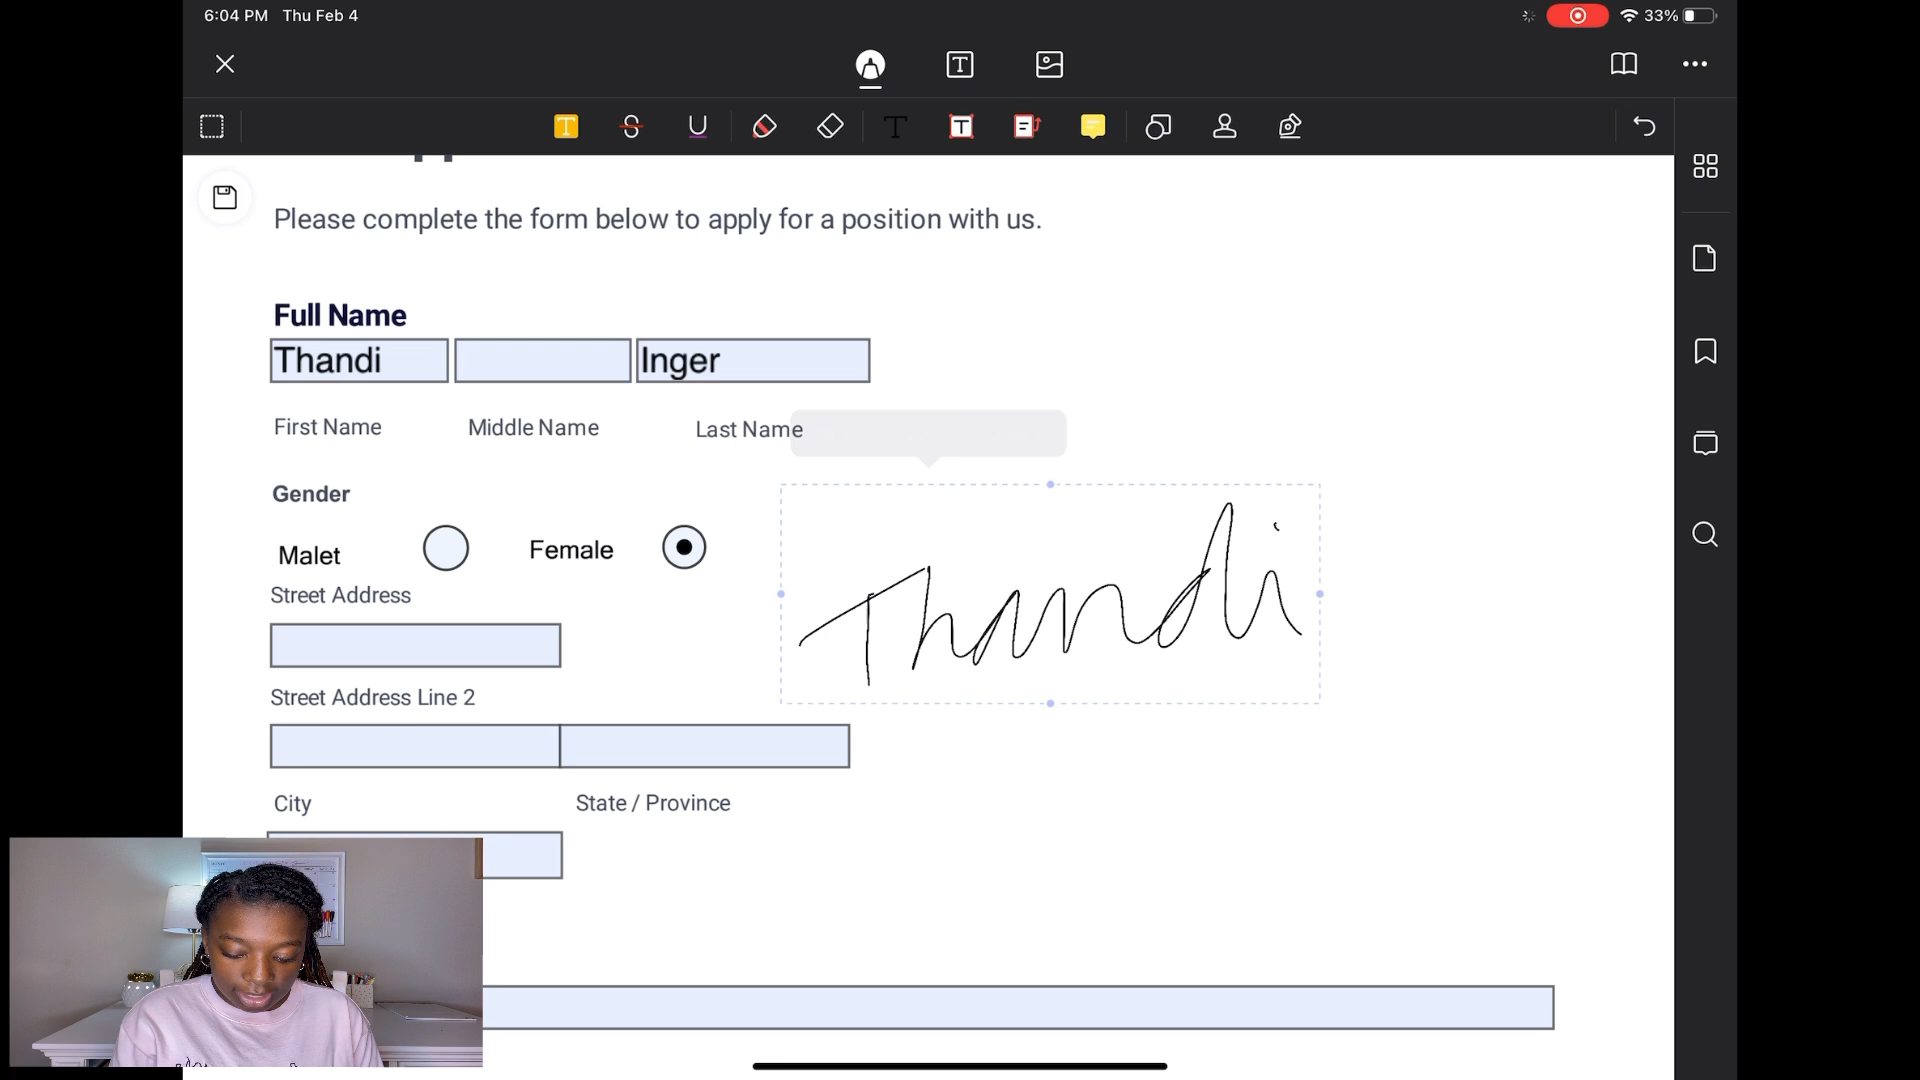 6:04 PM Thu Feb 4
33%
Please complete the form below to apply for a position with us.
Full Name
Thandi Inger
First Name Middle Name Last Name
Gender
Malet Female
Thandi
Street Address
Street Address Line 2
City State / Province